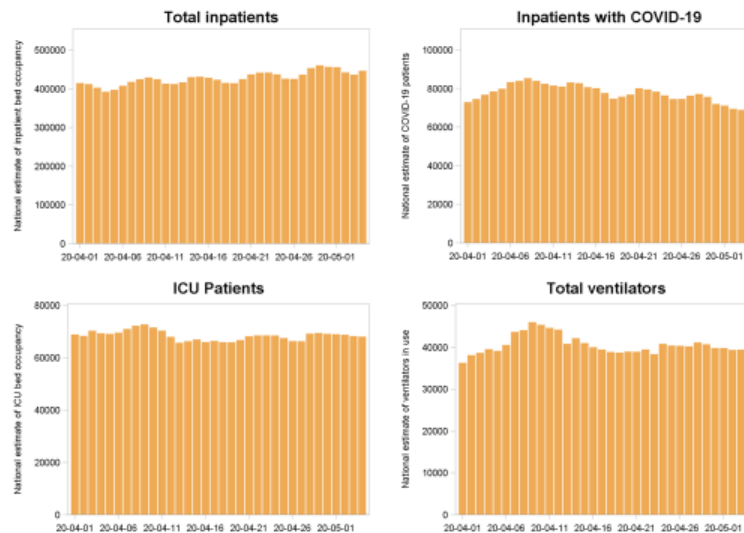 Total inpatients
National estimate of inpatient bed occupancy
500000
400000
300000
200000
100000
0
20-04-01 20-04-06 20-04-11 20-04-16 20-04-21 20-04-26 20-05-01
Inpatients with COVID-19
National estimate of COVID-19 patients
100000
80000
60000
40000
20000
0
20-04-01 20-04-06 20-04-11 20-04-16 20-04-21 20-04-26 20-05-01
ICU Patients
National estimate of ICU bed occupancy
80000
60000
40000
20000
0
20-04-01 20-04-06 20-04-11 20-04-16 20-04-21 20-04-26 20-05-01
Total ventilators
National estimate of ventilators in use
50000
40000
30000
20000
10000
0
20-04-01 20-04-06 20-04-11 20-04-16 20-04-21 20-04-26 20-05-01